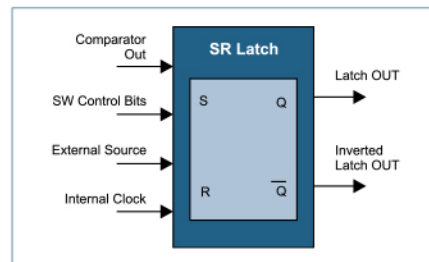 Comparator
Out
SW Control Bits
External Source
Internal Clock
SR Latch
S
Q
R
Q̅
Latch OUT
Inverted
Latch OUT